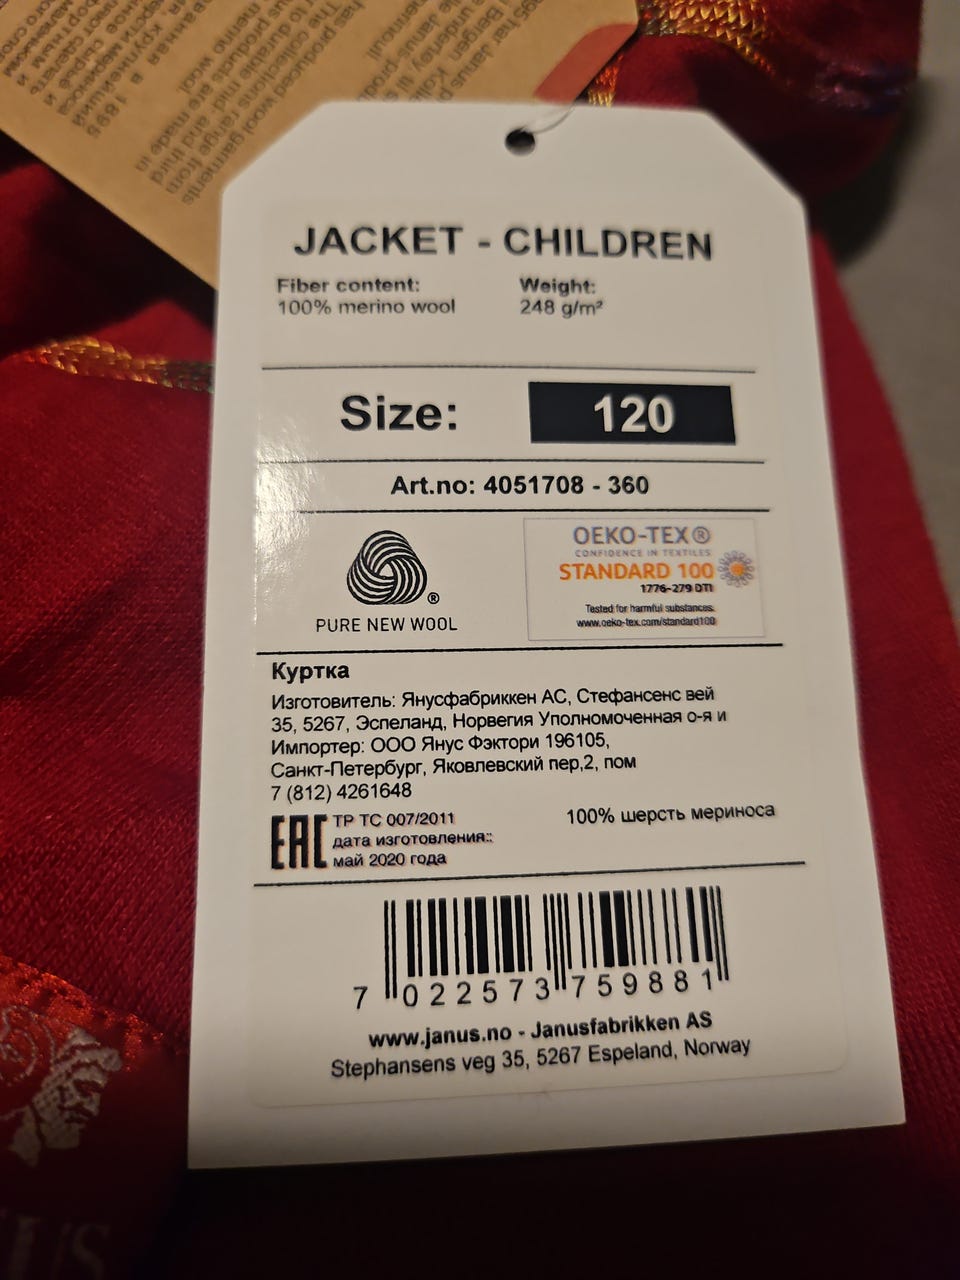 JACKET - CHILDREN
Fiber content: Weight:
100% merino wool 248 g/m²
Size: 120
Art.no: 4051708 - 360
OEKO-TEX®
CONFIDENCE IN TEXTILES
STANDARD 100
1776-279 DTI
Tested for harmful substances.
www.oeko-tex.com/standard100
®
PURE NEW WOOL
Куртка
Изготовитель: Янусфабриккен АС, Стефансенс вей
35, 5267, Эспеланд, Норвегия Уполномоченная о-я и
Импортер: ООО Янус Фэктори 196105,
Санкт-Петербург, Яковлевский пер,2, пом
7 (812) 4261648
EAC ТР ТС 007/2011
дата изготовления::
май 2020 года
100% шерсть мериноса
7 022573 759881
www.janus.no - Janusfabrikken AS
Stephansens veg 35, 5267 Espeland, Norway